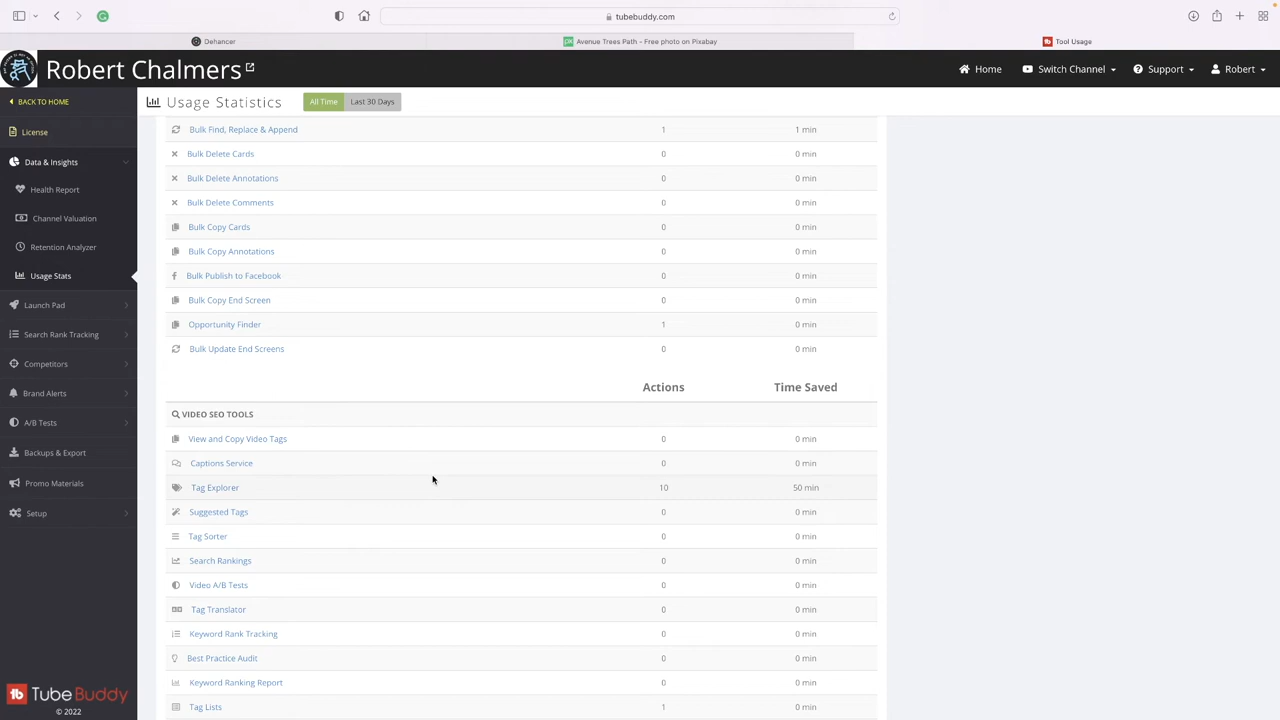 tubebuddy.com
Dehancer
Avenue Trees Path - Free photo on Pixabay
Tool Usage
Robert Chalmers
Home
Switch Channel
Support
Robert
BACK TO HOME
Usage Statistics
All Time
Last 30 Days
License
Data & Insights
Health Report
Channel Valuation
Retention Analyzer
Usage Stats
Launch Pad
Search Rank Tracking
Competitors
Brand Alerts
A/B Tests
Backups & Export
Promo Materials
Setup
TubeBuddy
© 2022
Bulk Find, Replace & Append 1 1 min
Bulk Delete Cards 0 0 min
Bulk Delete Annotations 0 0 min
Bulk Delete Comments 0 0 min
Bulk Copy Cards 0 0 min
Bulk Copy Annotations 0 0 min
Bulk Publish to Facebook 0 0 min
Bulk Copy End Screen 0 0 min
Opportunity Finder 1 0 min
Bulk Update End Screens 0 0 min
Actions Time Saved
VIDEO SEO TOOLS
View and Copy Video Tags 0 0 min
Captions Service 0 0 min
Tag Explorer 10 50 min
Suggested Tags 0 0 min
Tag Sorter 0 0 min
Search Rankings 0 0 min
Video A/B Tests 0 0 min
Tag Translator 0 0 min
Keyword Rank Tracking 0 0 min
Best Practice Audit 0 0 min
Keyword Ranking Report 0 0 min
Tag Lists 1 0 min